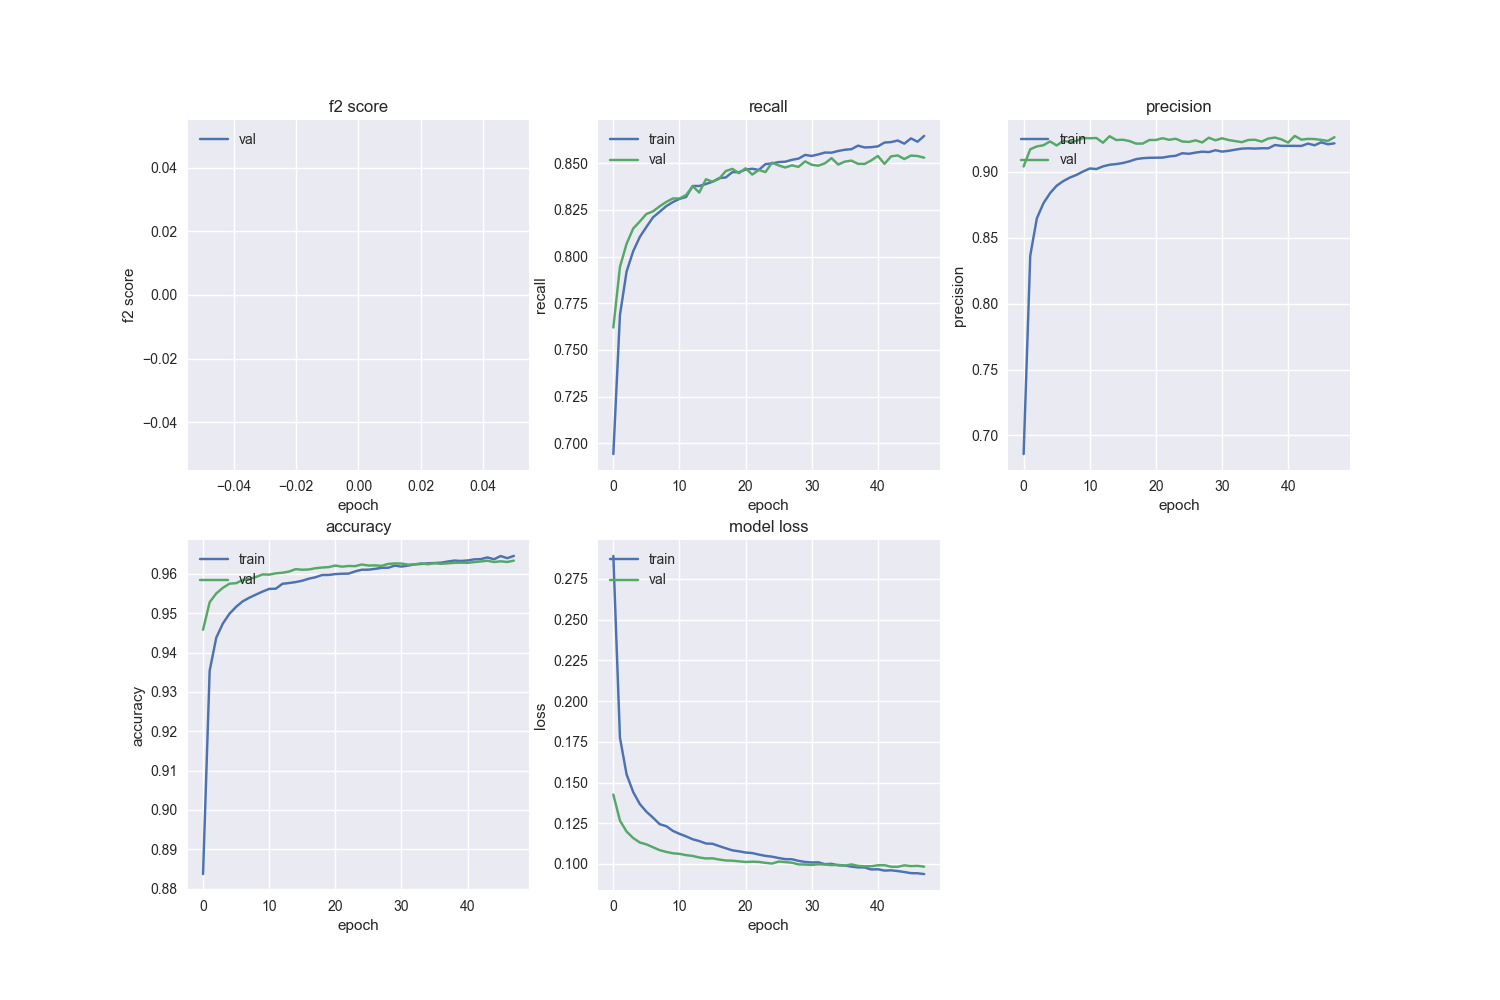 f2 score
val
0.04
0.02
0.00
−0.02
−0.04
f2 score
−0.04 −0.02 0.00 0.02 0.04
epoch
recall
train
val
0.850
0.825
0.800
0.775
0.750
0.725
0.700
recall
0 10 20 30 40
epoch
precision
train
val
0.90
0.85
0.80
0.75
0.70
precision
0 10 20 30 40
epoch
accuracy
train
val
0.96
0.95
0.94
0.93
0.92
0.91
0.90
0.89
0.88
accuracy
0 10 20 30 40
epoch
model loss
train
val
0.275
0.250
0.225
0.200
0.175
0.150
0.125
0.100
loss
0 10 20 30 40
epoch